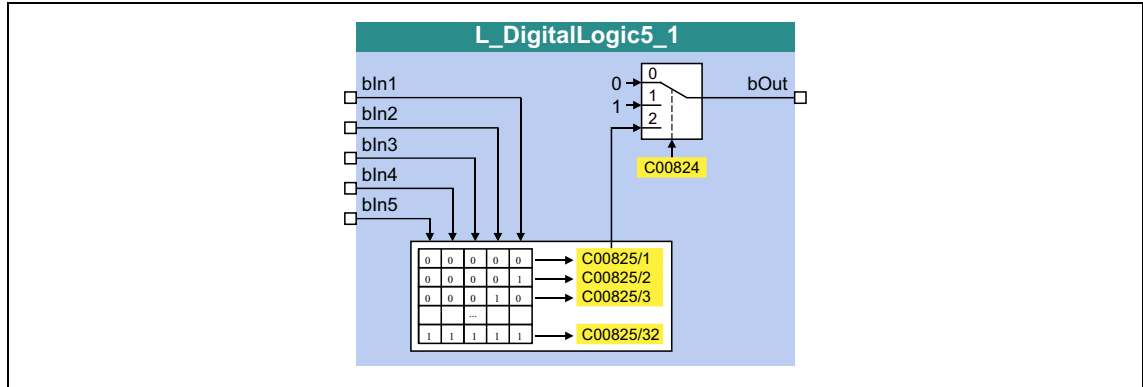 L_DigitalLogic5_1
bIn1
bIn2
bIn3
bIn4
bIn5
0 0
1 1
2
bOut
C00824
0 0 0 0 0 C00825/1
0 0 0 0 1 C00825/2
0 0 0 1 0 C00825/3
...
1 1 1 1 1 C00825/32